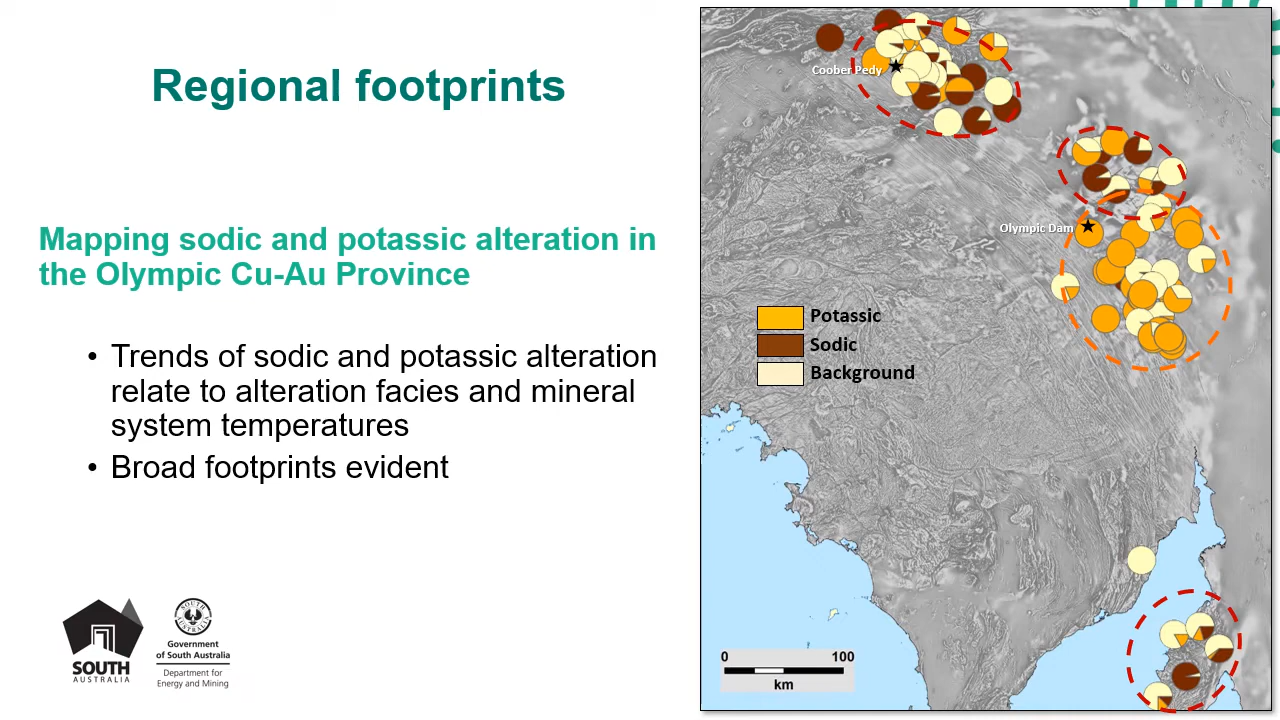 Regional footprints
Mapping sodic and potassic alteration in
the Olympic Cu-Au Province
• Trends of sodic and potassic alteration
relate to alteration facies and mineral
system temperatures
• Broad footprints evident
SOUTH
AUSTRALIA
SOUTH AUSTRALIA
Government
of South Australia
Department for
Energy and Mining
Coober Pedy
Olympic Dam
Potassic
Sodic
Background
0 100
km